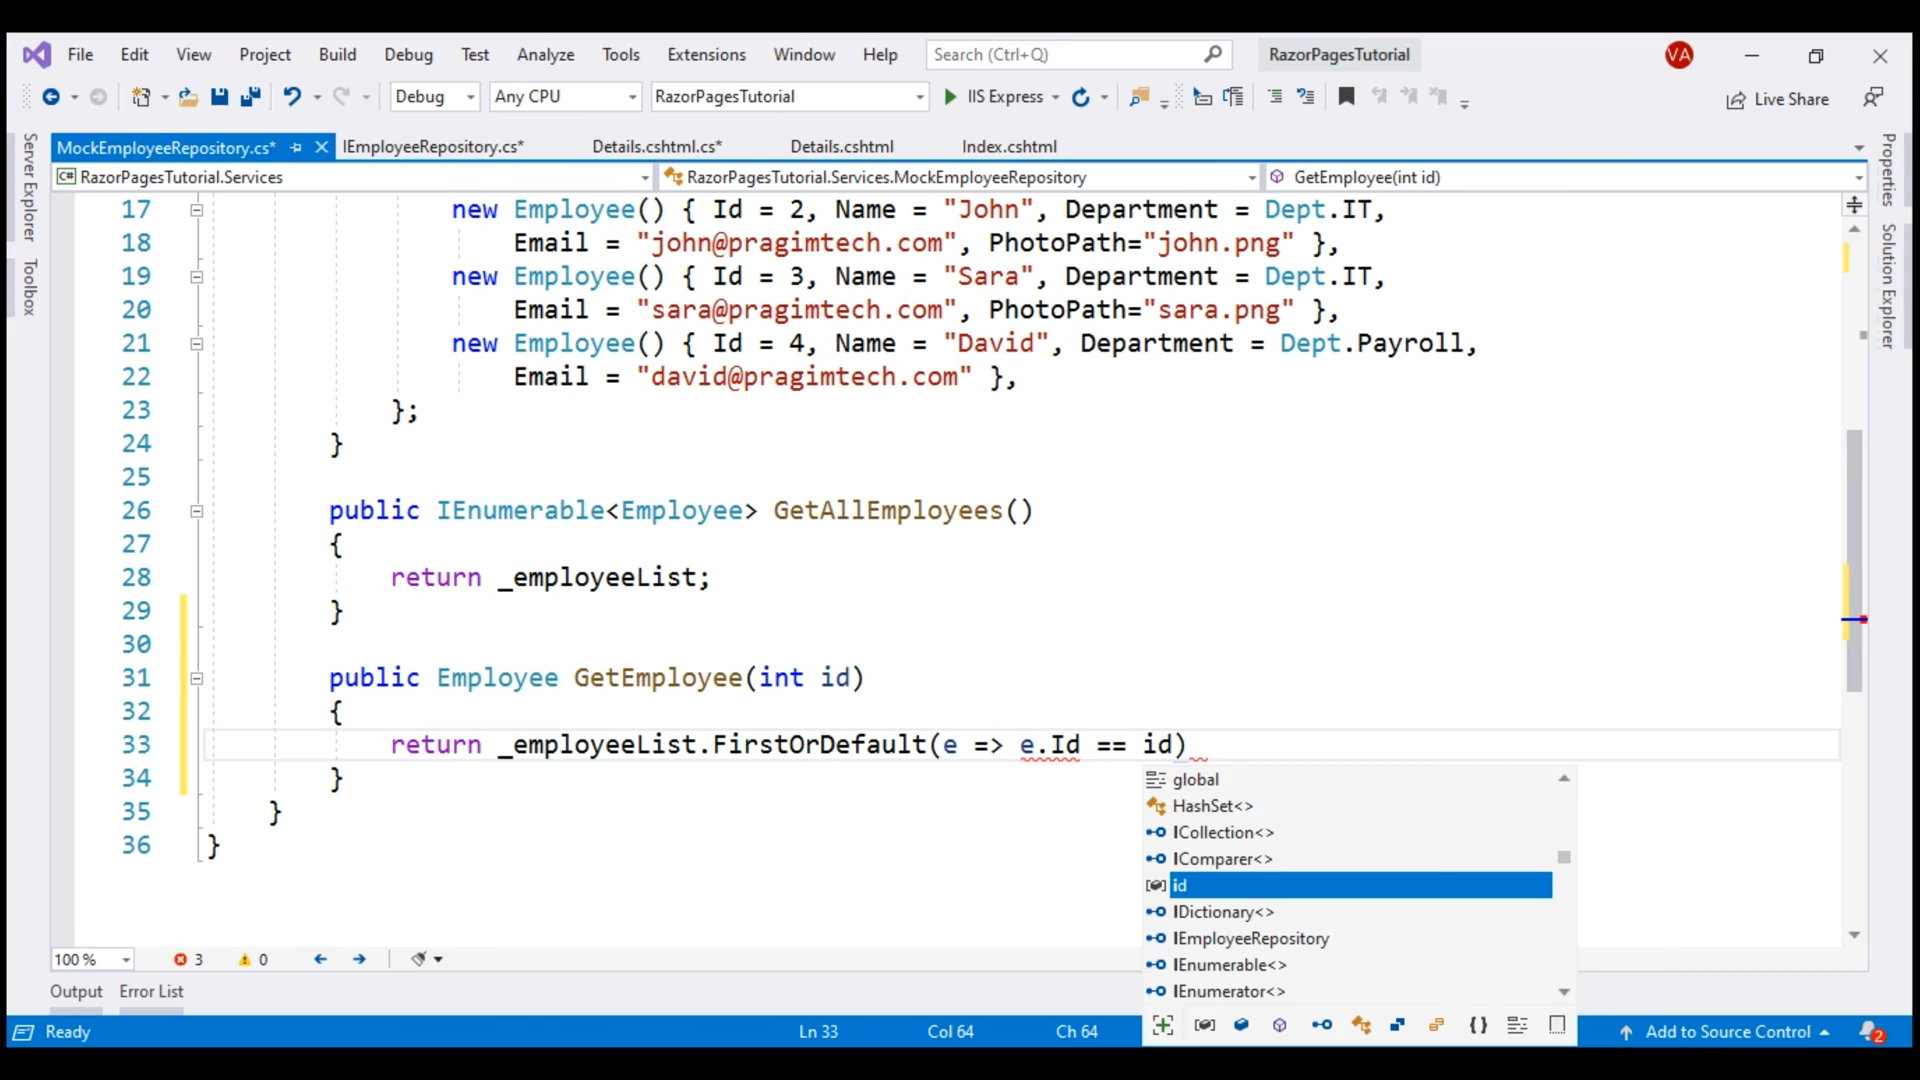 File Edit View Project Build Debug Test Analyze Tools Extensions Window Help Search (Ctrl+Q) RazorPagesTutorial VA
Debug Any CPU RazorPagesTutorial IIS Express Live Share
MockEmployeeRepository.cs* IEmployeeRepository.cs* Details.cshtml.cs* Details.cshtml Index.cshtml
C# RazorPagesTutorial.Services RazorPagesTutorial.Services.MockEmployeeRepository GetEmployee(int id)
Server Explorer
Toolbox
Properties
Solution Explorer
17 new Employee() { Id = 2, Name = "John", Department = Dept.IT,
18 Email = "john@pragimtech.com", PhotoPath="john.png" },
19 new Employee() { Id = 3, Name = "Sara", Department = Dept.IT,
20 Email = "sara@pragimtech.com", PhotoPath="sara.png" },
21 new Employee() { Id = 4, Name = "David", Department = Dept.Payroll,
22 Email = "david@pragimtech.com" },
23 };
24 }
25
26 public IEnumerable<Employee> GetAllEmployees()
27 {
28 return _employeeList;
29 }
30
31 public Employee GetEmployee(int id)
32 {
33 return _employeeList.FirstOrDefault(e => e.Id == id)
34 }
35 }
36 }
global
HashSet<>
ICollection<>
IComparer<>
id
IDictionary<>
IEmployeeRepository
IEnumerable<>
IEnumerator<>
100 % 3 0
Output Error List
Ready Ln 33 Col 64 Ch 64 Add to Source Control 2